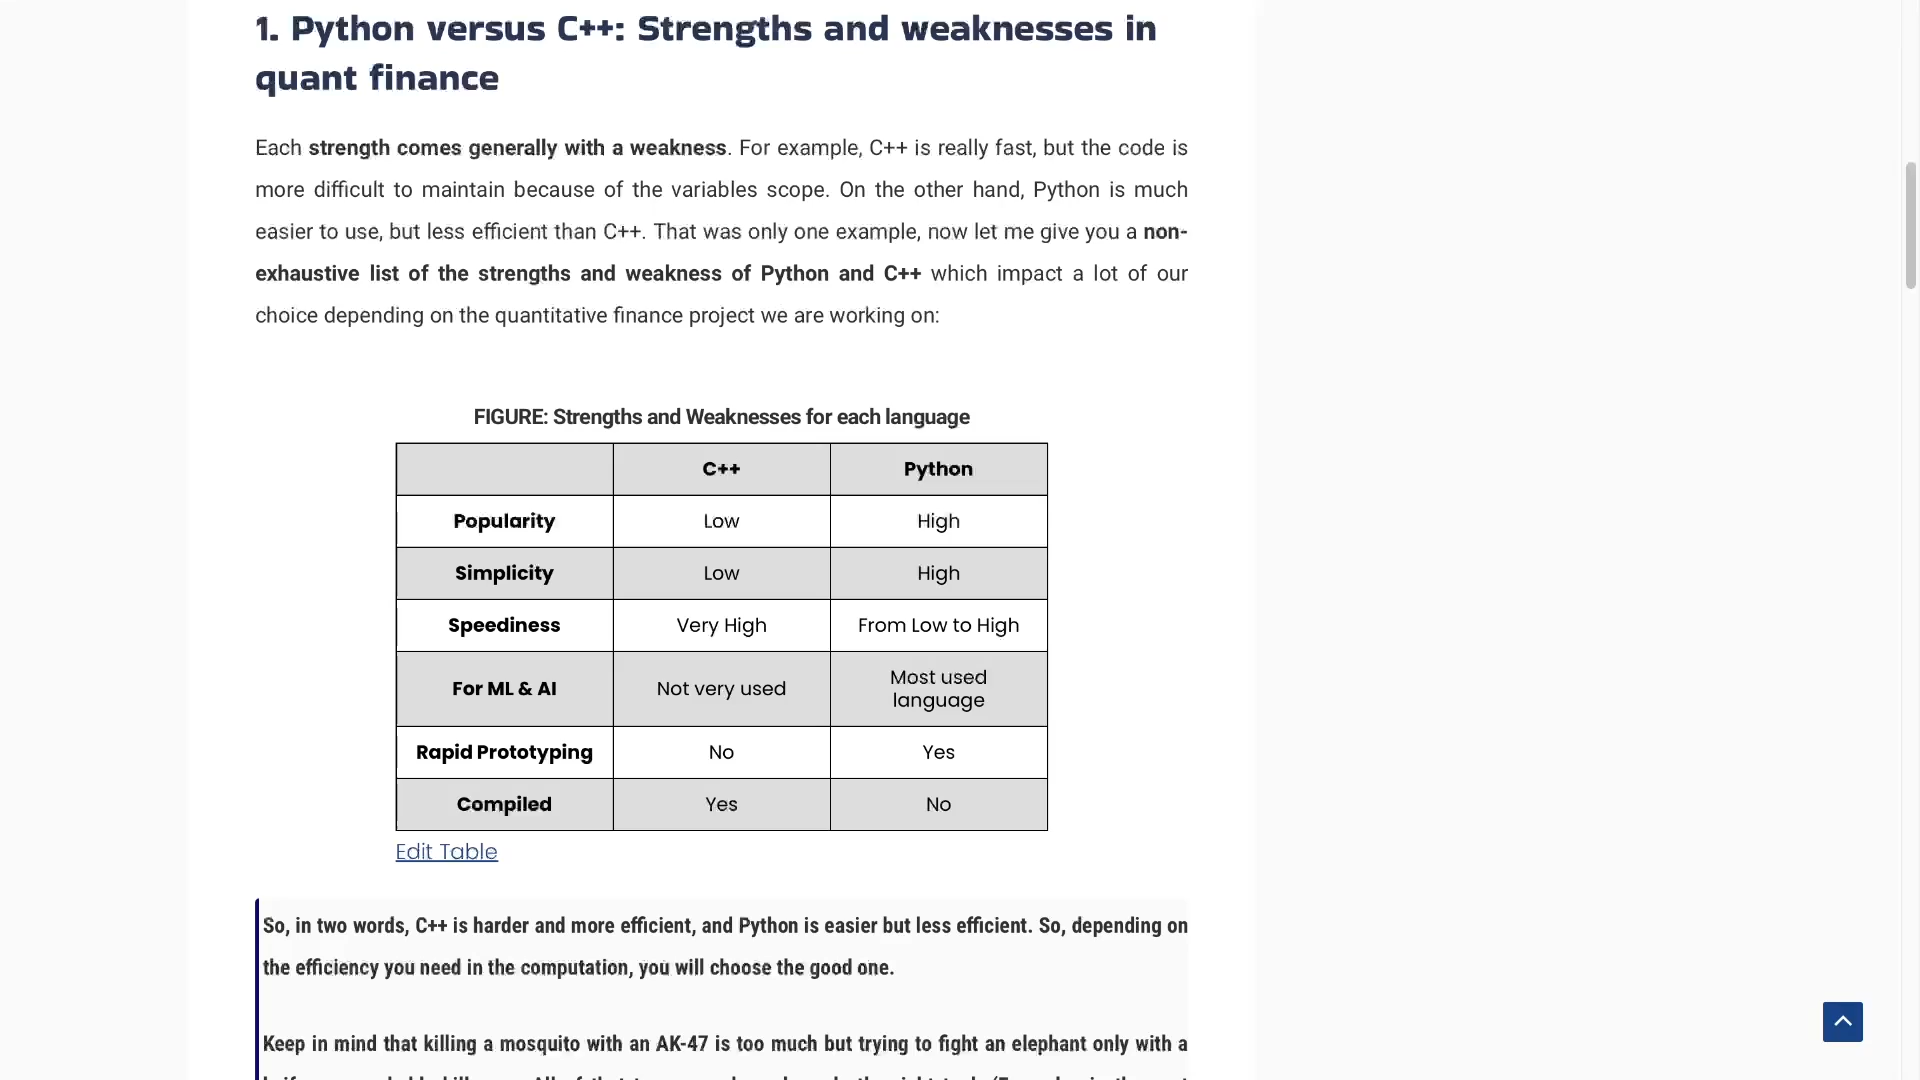 1. Python versus C++: Strengths and weaknesses in
quant finance
Each strength comes generally with a weakness. For example, C++ is really fast, but the code is
more difficult to maintain because of the variables scope. On the other hand, Python is much
easier to use, but less efficient than C++. That was only one example, now let me give you a non-
exhaustive list of the strengths and weakness of Python and C++ which impact a lot of our
choice depending on the quantitative finance project we are working on:
FIGURE: Strengths and Weaknesses for each language
C++ Python
Popularity Low High
Simplicity Low High
Speediness Very High From Low to High
For ML & AI Not very used Most used
language
Rapid Prototyping No Yes
Compiled Yes No
Edit Table
So, in two words, C++ is harder and more efficient, and Python is easier but less efficient. So, depending on
the efficiency you need in the computation, you will choose the good one.
Keep in mind that killing a mosquito with an AK-47 is too much but trying to fight an elephant only with a